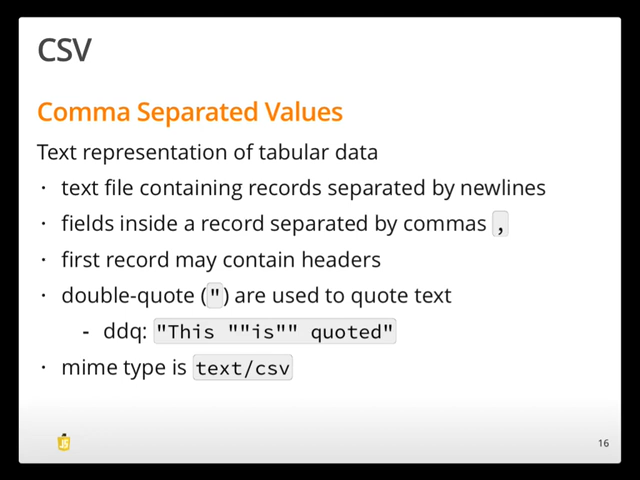 CSV
Comma Separated Values
Text representation of tabular data
· text file containing records separated by newlines
· fields inside a record separated by commas ,
· first record may contain headers
· double-quote (") are used to quote text
- ddq: "This ""is"" quoted"
· mime type is text/csv
JS
16